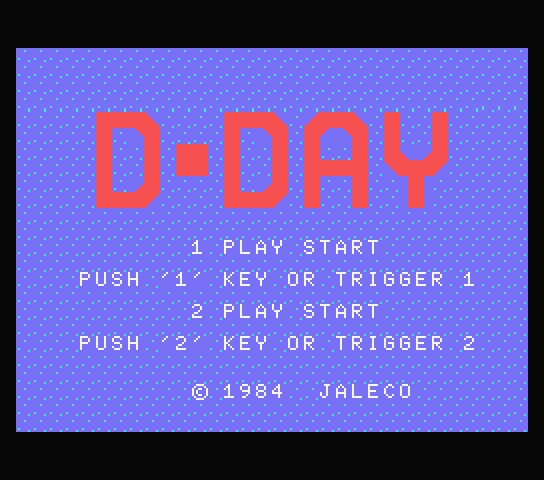 D-DAY
1 PLAY START
PUSH '1' KEY OR TRIGGER 1
2 PLAY START
PUSH '2' KEY OR TRIGGER 2
© 1984 JALECO